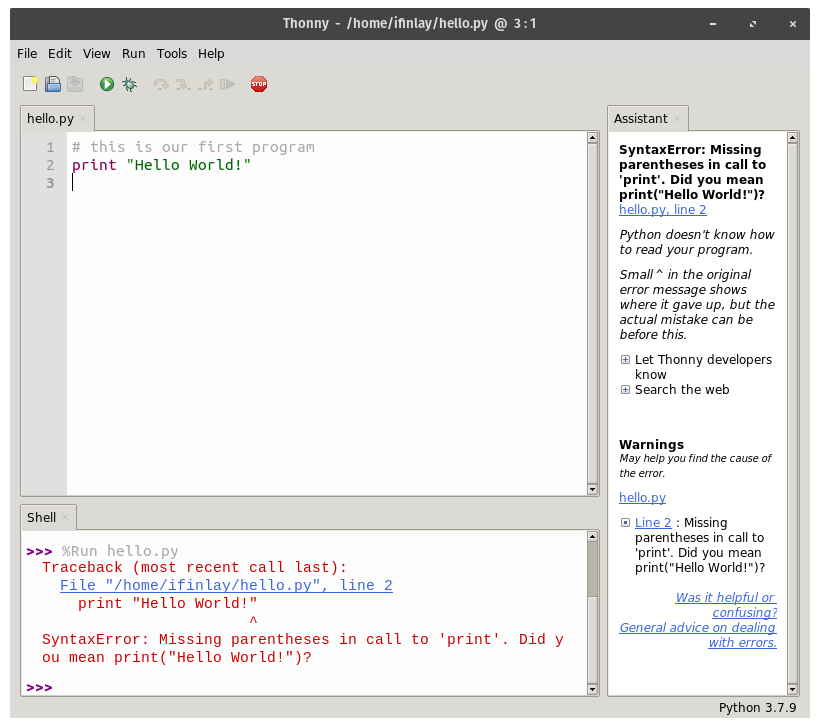 Thonny - /home/ifinlay/hello.py @ 3:1
File Edit View Run Tools Help
STOP
hello.py
1 # this is our first program
2 print "Hello World!"
3
Shell
>>> %Run hello.py
Traceback (most recent call last):
File "/home/ifinlay/hello.py", line 2
print "Hello World!"
^
SyntaxError: Missing parentheses in call to 'print'. Did y
ou mean print("Hello World!")?
>>>
Assistant
SyntaxError: Missing
parentheses in call to
'print'. Did you mean
print("Hello World!")?
hello.py, line 2
Python doesn't know how
to read your program.
Small ^ in the original
error message shows
where it gave up, but the
actual mistake can be
before this.
Let Thonny developers
know
Search the web
Warnings
May help you find the cause of
the error.
hello.py
Line 2 : Missing
parentheses in call to
'print'. Did you mean
print("Hello World!")?
Was it helpful or
confusing?
General advice on dealing
with errors.
Python 3.7.9